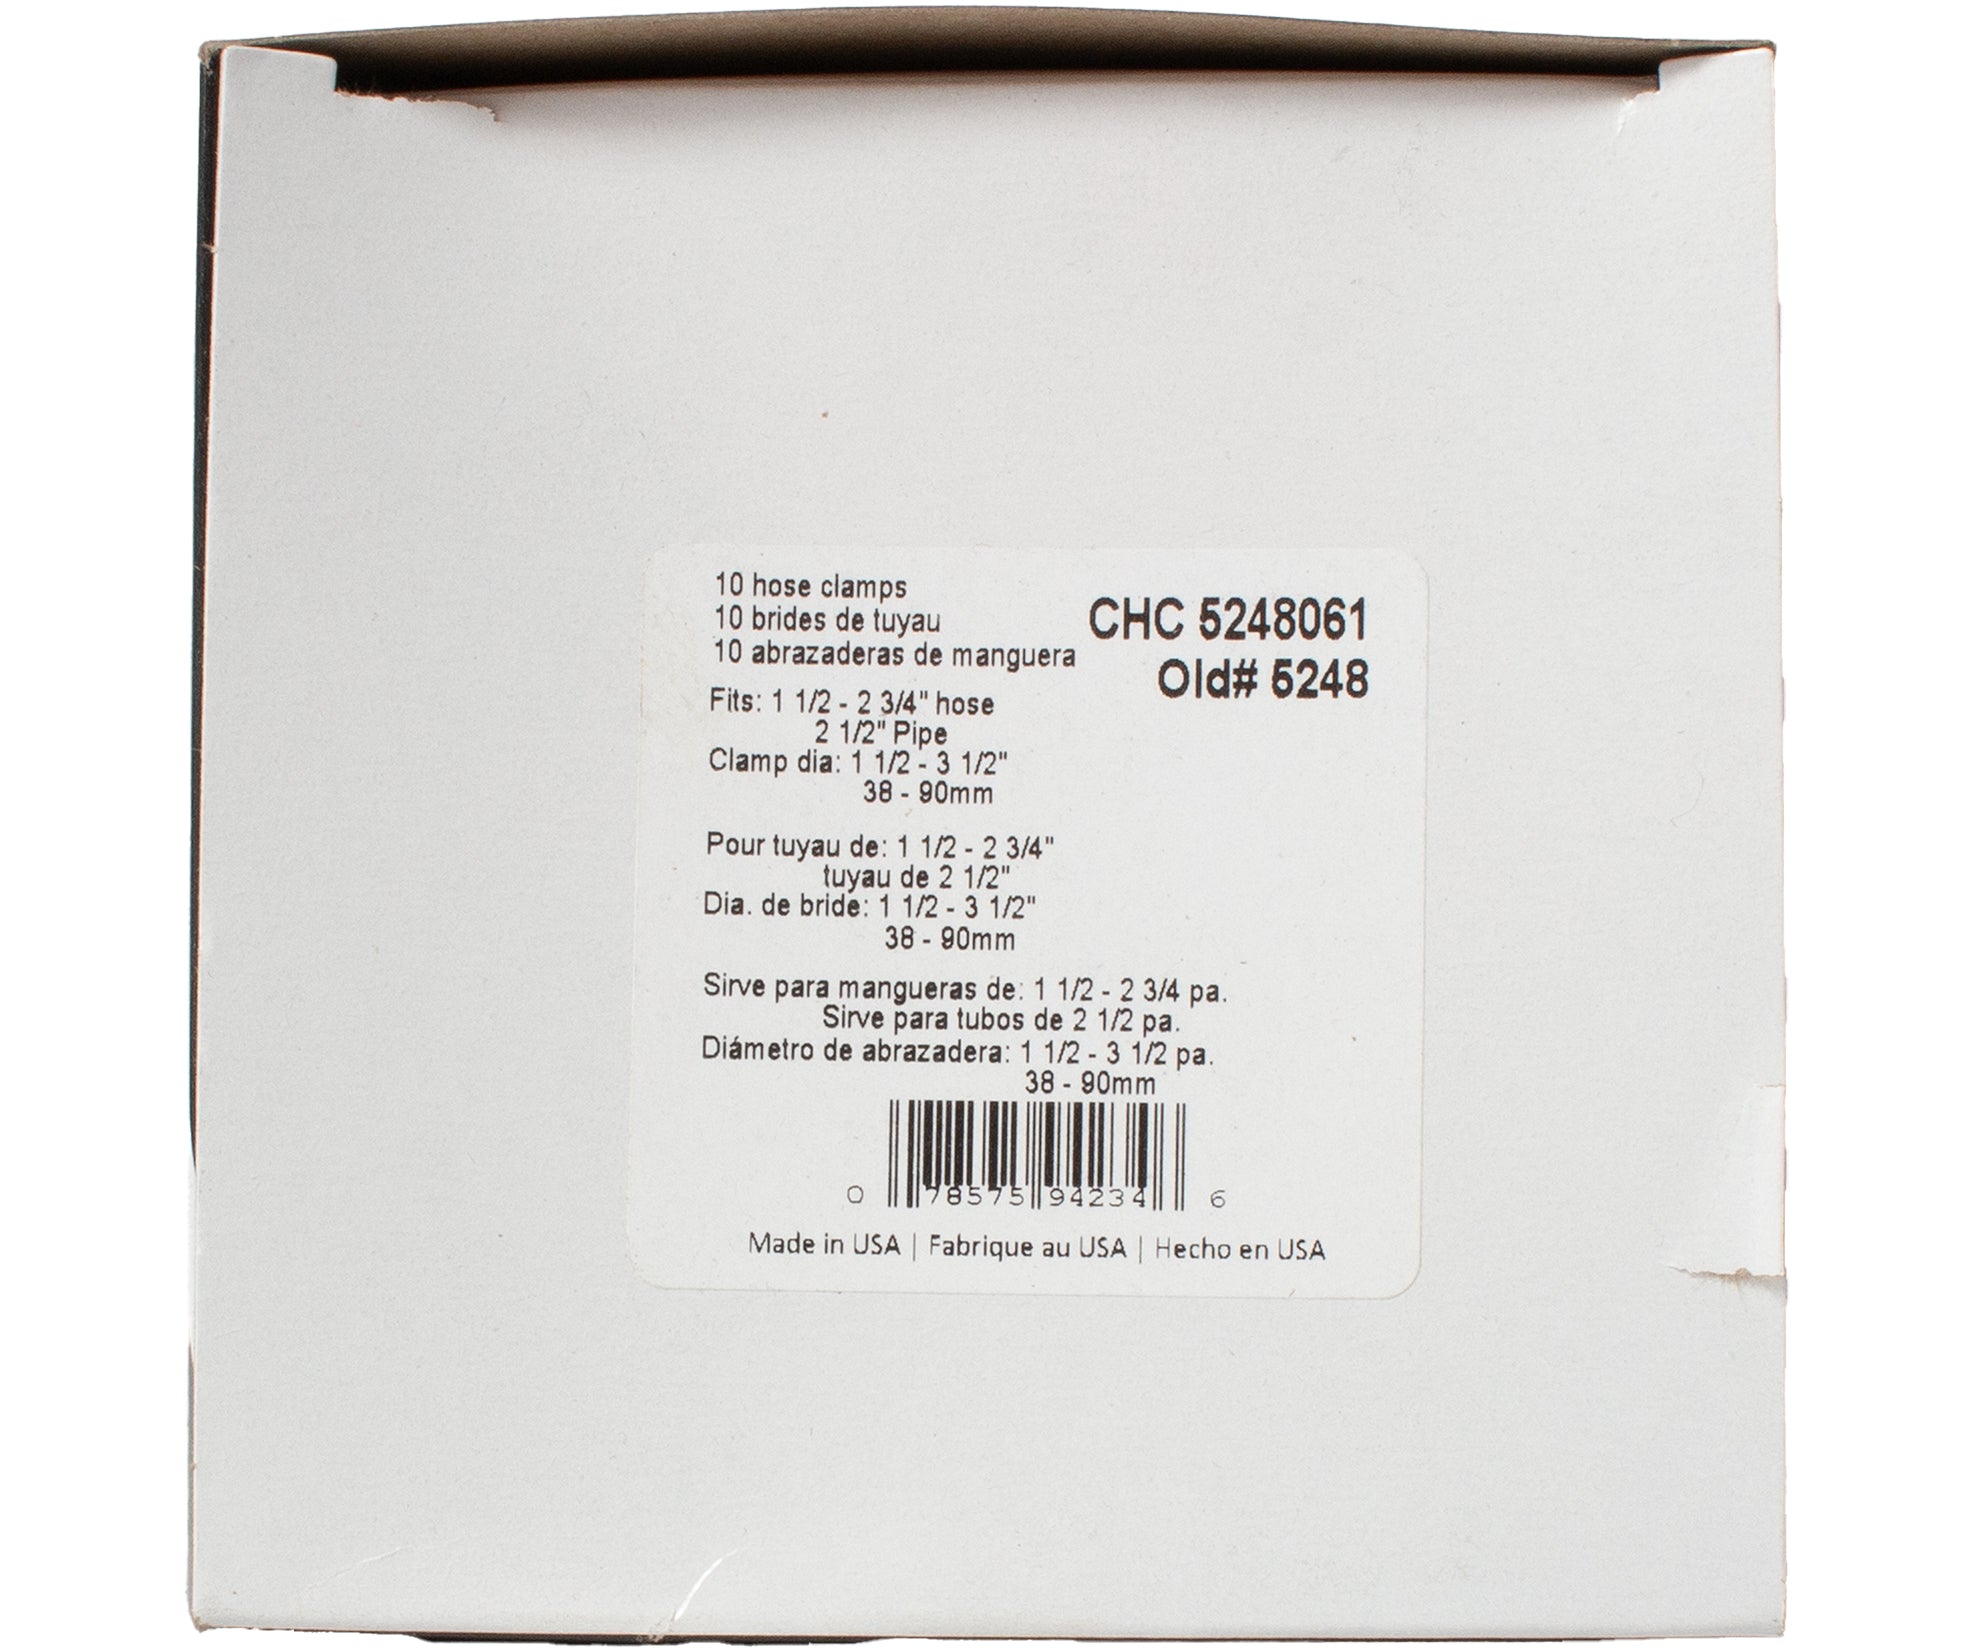 10 hose clamps
10 brides de tuyau
10 abrazaderas de manguera
CHC 5248061
Old# 5248
Fits: 1 1/2 - 2 3/4" hose
2 1/2" Pipe
Clamp dia: 1 1/2 - 3 1/2"
38 - 90mm
Pour tuyau de: 1 1/2 - 2 3/4"
tuyau de 2 1/2"
Dia. de bride: 1 1/2 - 3 1/2"
38 - 90mm
Sirve para mangueras de: 1 1/2 - 2 3/4 pa.
Sirve para tubos de 2 1/2 pa.
Diámetro de abrazadera: 1 1/2 - 3 1/2 pa.
38 - 90mm
0 78575 94234 6
Made in USA | Fabrique au USA | Hecho en USA